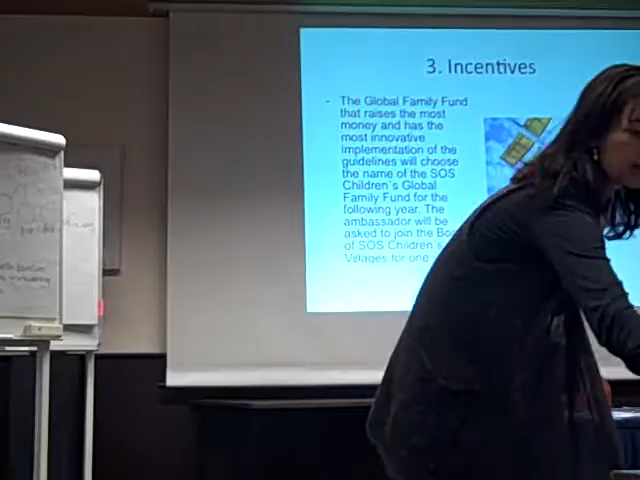 3. Incentives
- The Global Family Fund
that raises the most
money and has the
most innovative
implementation of the
guidelines will choose
the name of the SOS
Children´s Global
Family Fund for the
following year. The
ambassador will be
asked to join the
of SOS Children
Villages for one